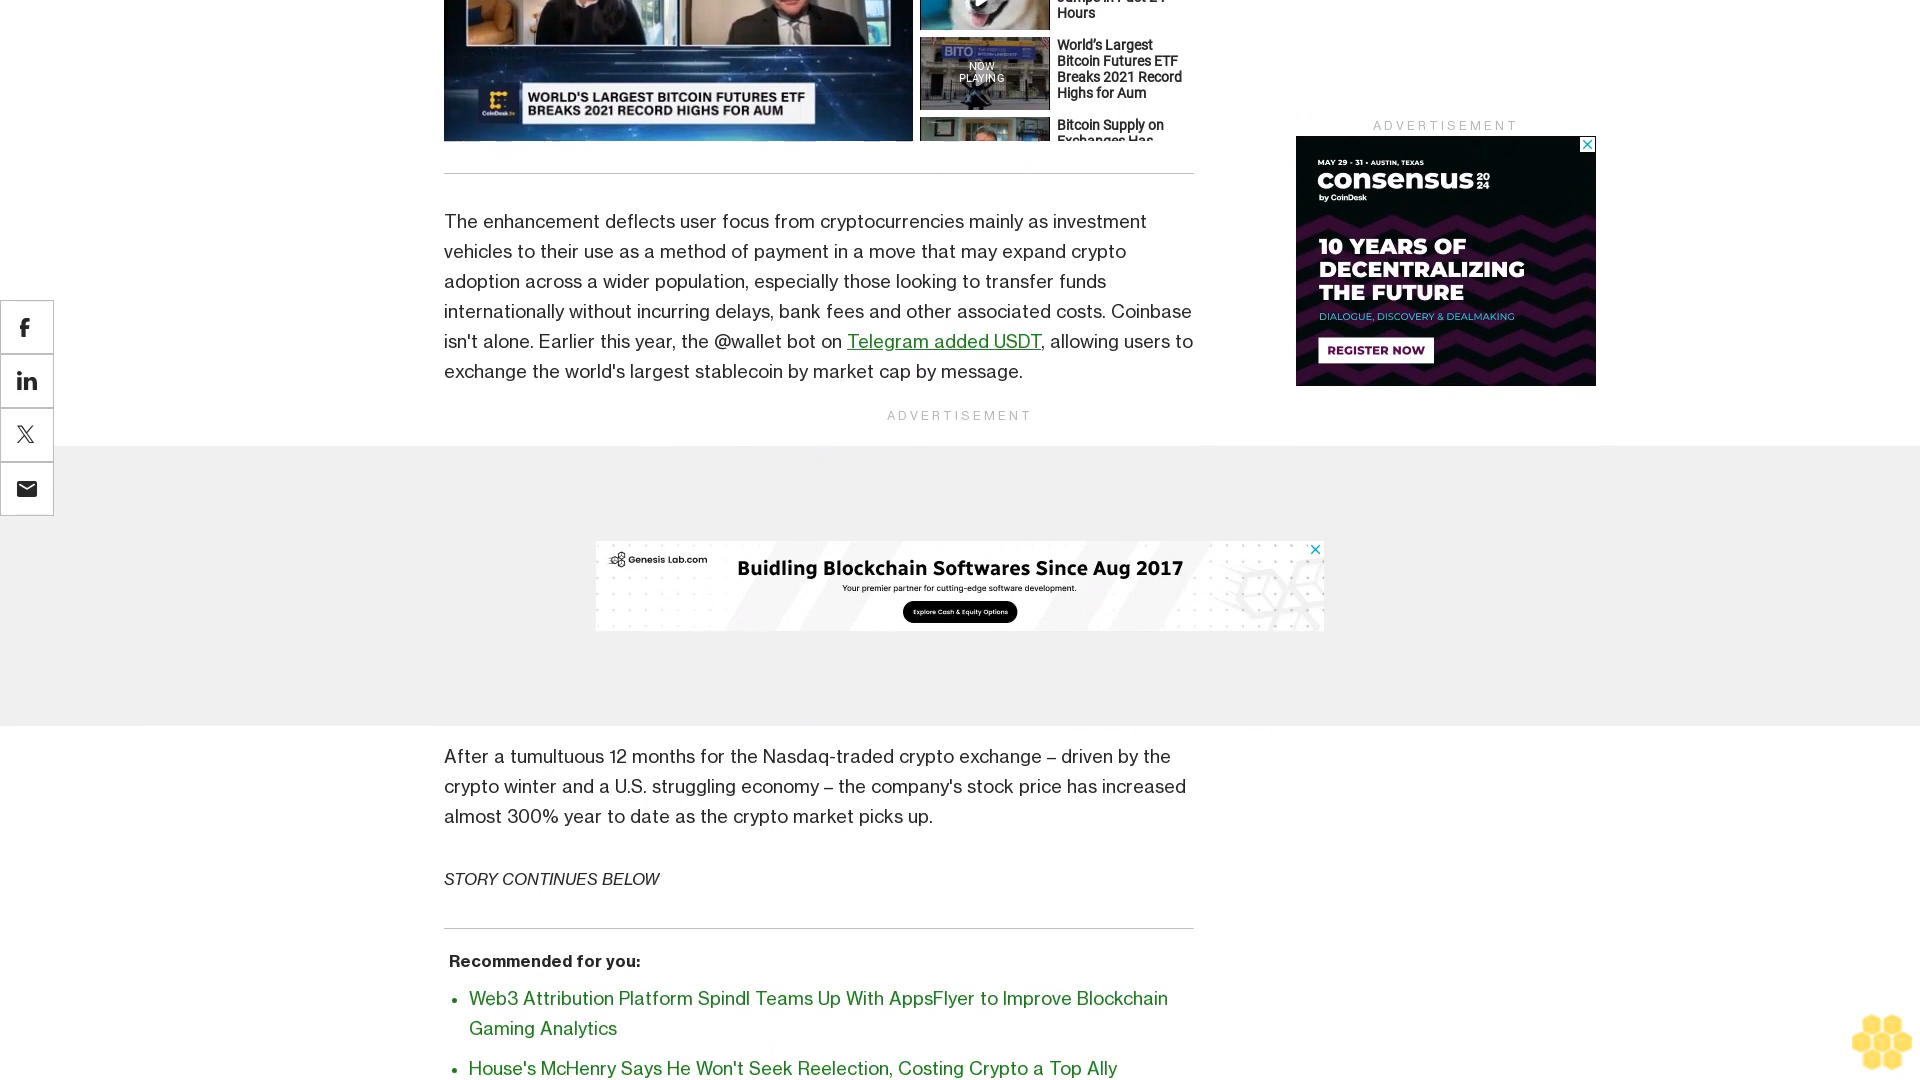 Hours
BITO
NOW
PLAYING
World’s Largest
Bitcoin Futures ETF
Breaks 2021 Record
Highs for Aum
CoinDesk.tv
WORLD'S LARGEST BITCOIN FUTURES ETF
BREAKS 2021 RECORD HIGHS FOR AUM
Bitcoin Supply on
Exchanges Has
ADVERTISEMENT
MAY 29 - 31 • AUSTIN, TEXAS
consensus 2024
by CoinDesk
10 YEARS OF
DECENTRALIZING
THE FUTURE
DIALOGUE, DISCOVERY & DEALMAKING
REGISTER NOW
The enhancement deflects user focus from cryptocurrencies mainly as investment
vehicles to their use as a method of payment in a move that may expand crypto
adoption across a wider population, especially those looking to transfer funds
internationally without incurring delays, bank fees and other associated costs. Coinbase
isn't alone. Earlier this year, the @wallet bot on Telegram added USDT, allowing users to
exchange the world's largest stablecoin by market cap by message.
ADVERTISEMENT
Genesis Lab.com
Buidling Blockchain Softwares Since Aug 2017
Your premier partner for cutting-edge software development.
Explore Cash & Equity Options
After a tumultuous 12 months for the Nasdaq-traded crypto exchange – driven by the
crypto winter and a U.S. struggling economy – the company's stock price has increased
almost 300% year to date as the crypto market picks up.
STORY CONTINUES BELOW
Recommended for you:
• Web3 Attribution Platform Spindl Teams Up With AppsFlyer to Improve Blockchain
Gaming Analytics
• House's McHenry Says He Won't Seek Reelection, Costing Crypto a Top Ally